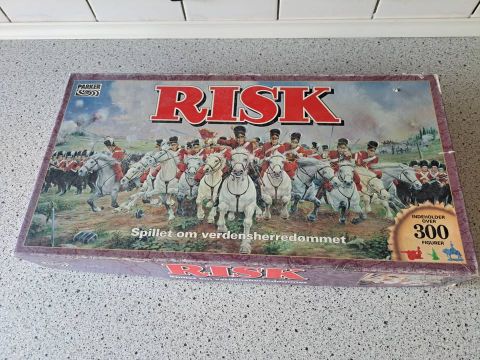 PARKER
RISK
Spillet om verdensherredømmet
INDEHOLDER
OVER
300
FIGURER
RISK